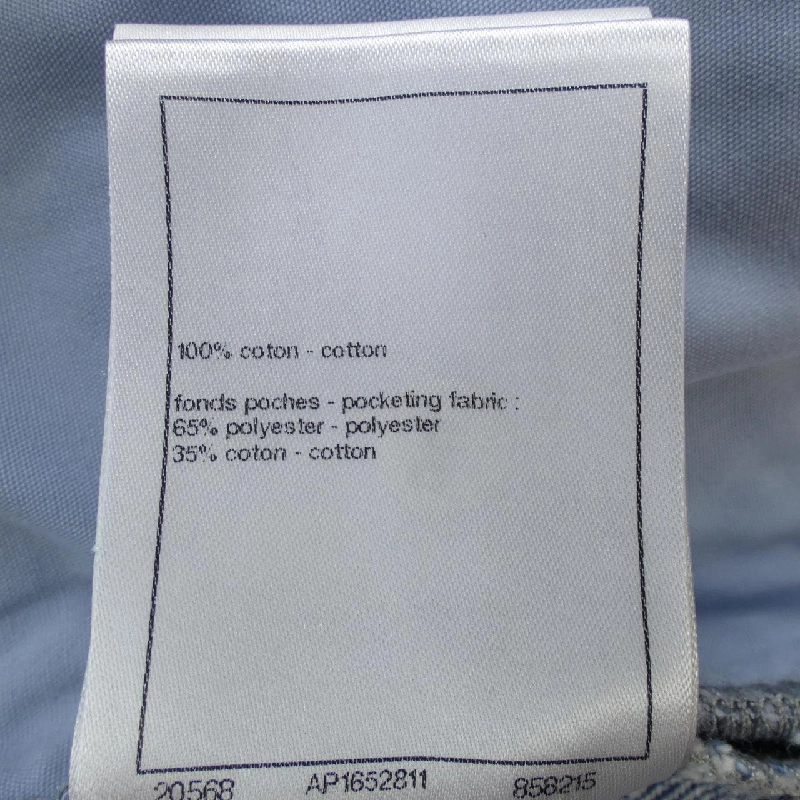 100% coton - cotton
fonds poches - pocketing fabric :
65% polyester - polyester
35% coton - cotton
20568 AP1652811 858215